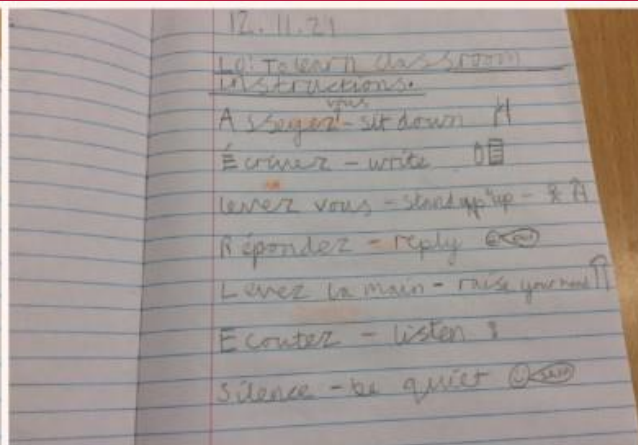 12.11.21
LO: To learn classroom
instructions.
vous
Asseyez - sit down
Écrivez - write
Levez vous - stand up
Répondez - reply
Levez la main - raise your hand
Ecoutez - listen
Silence - be quiet